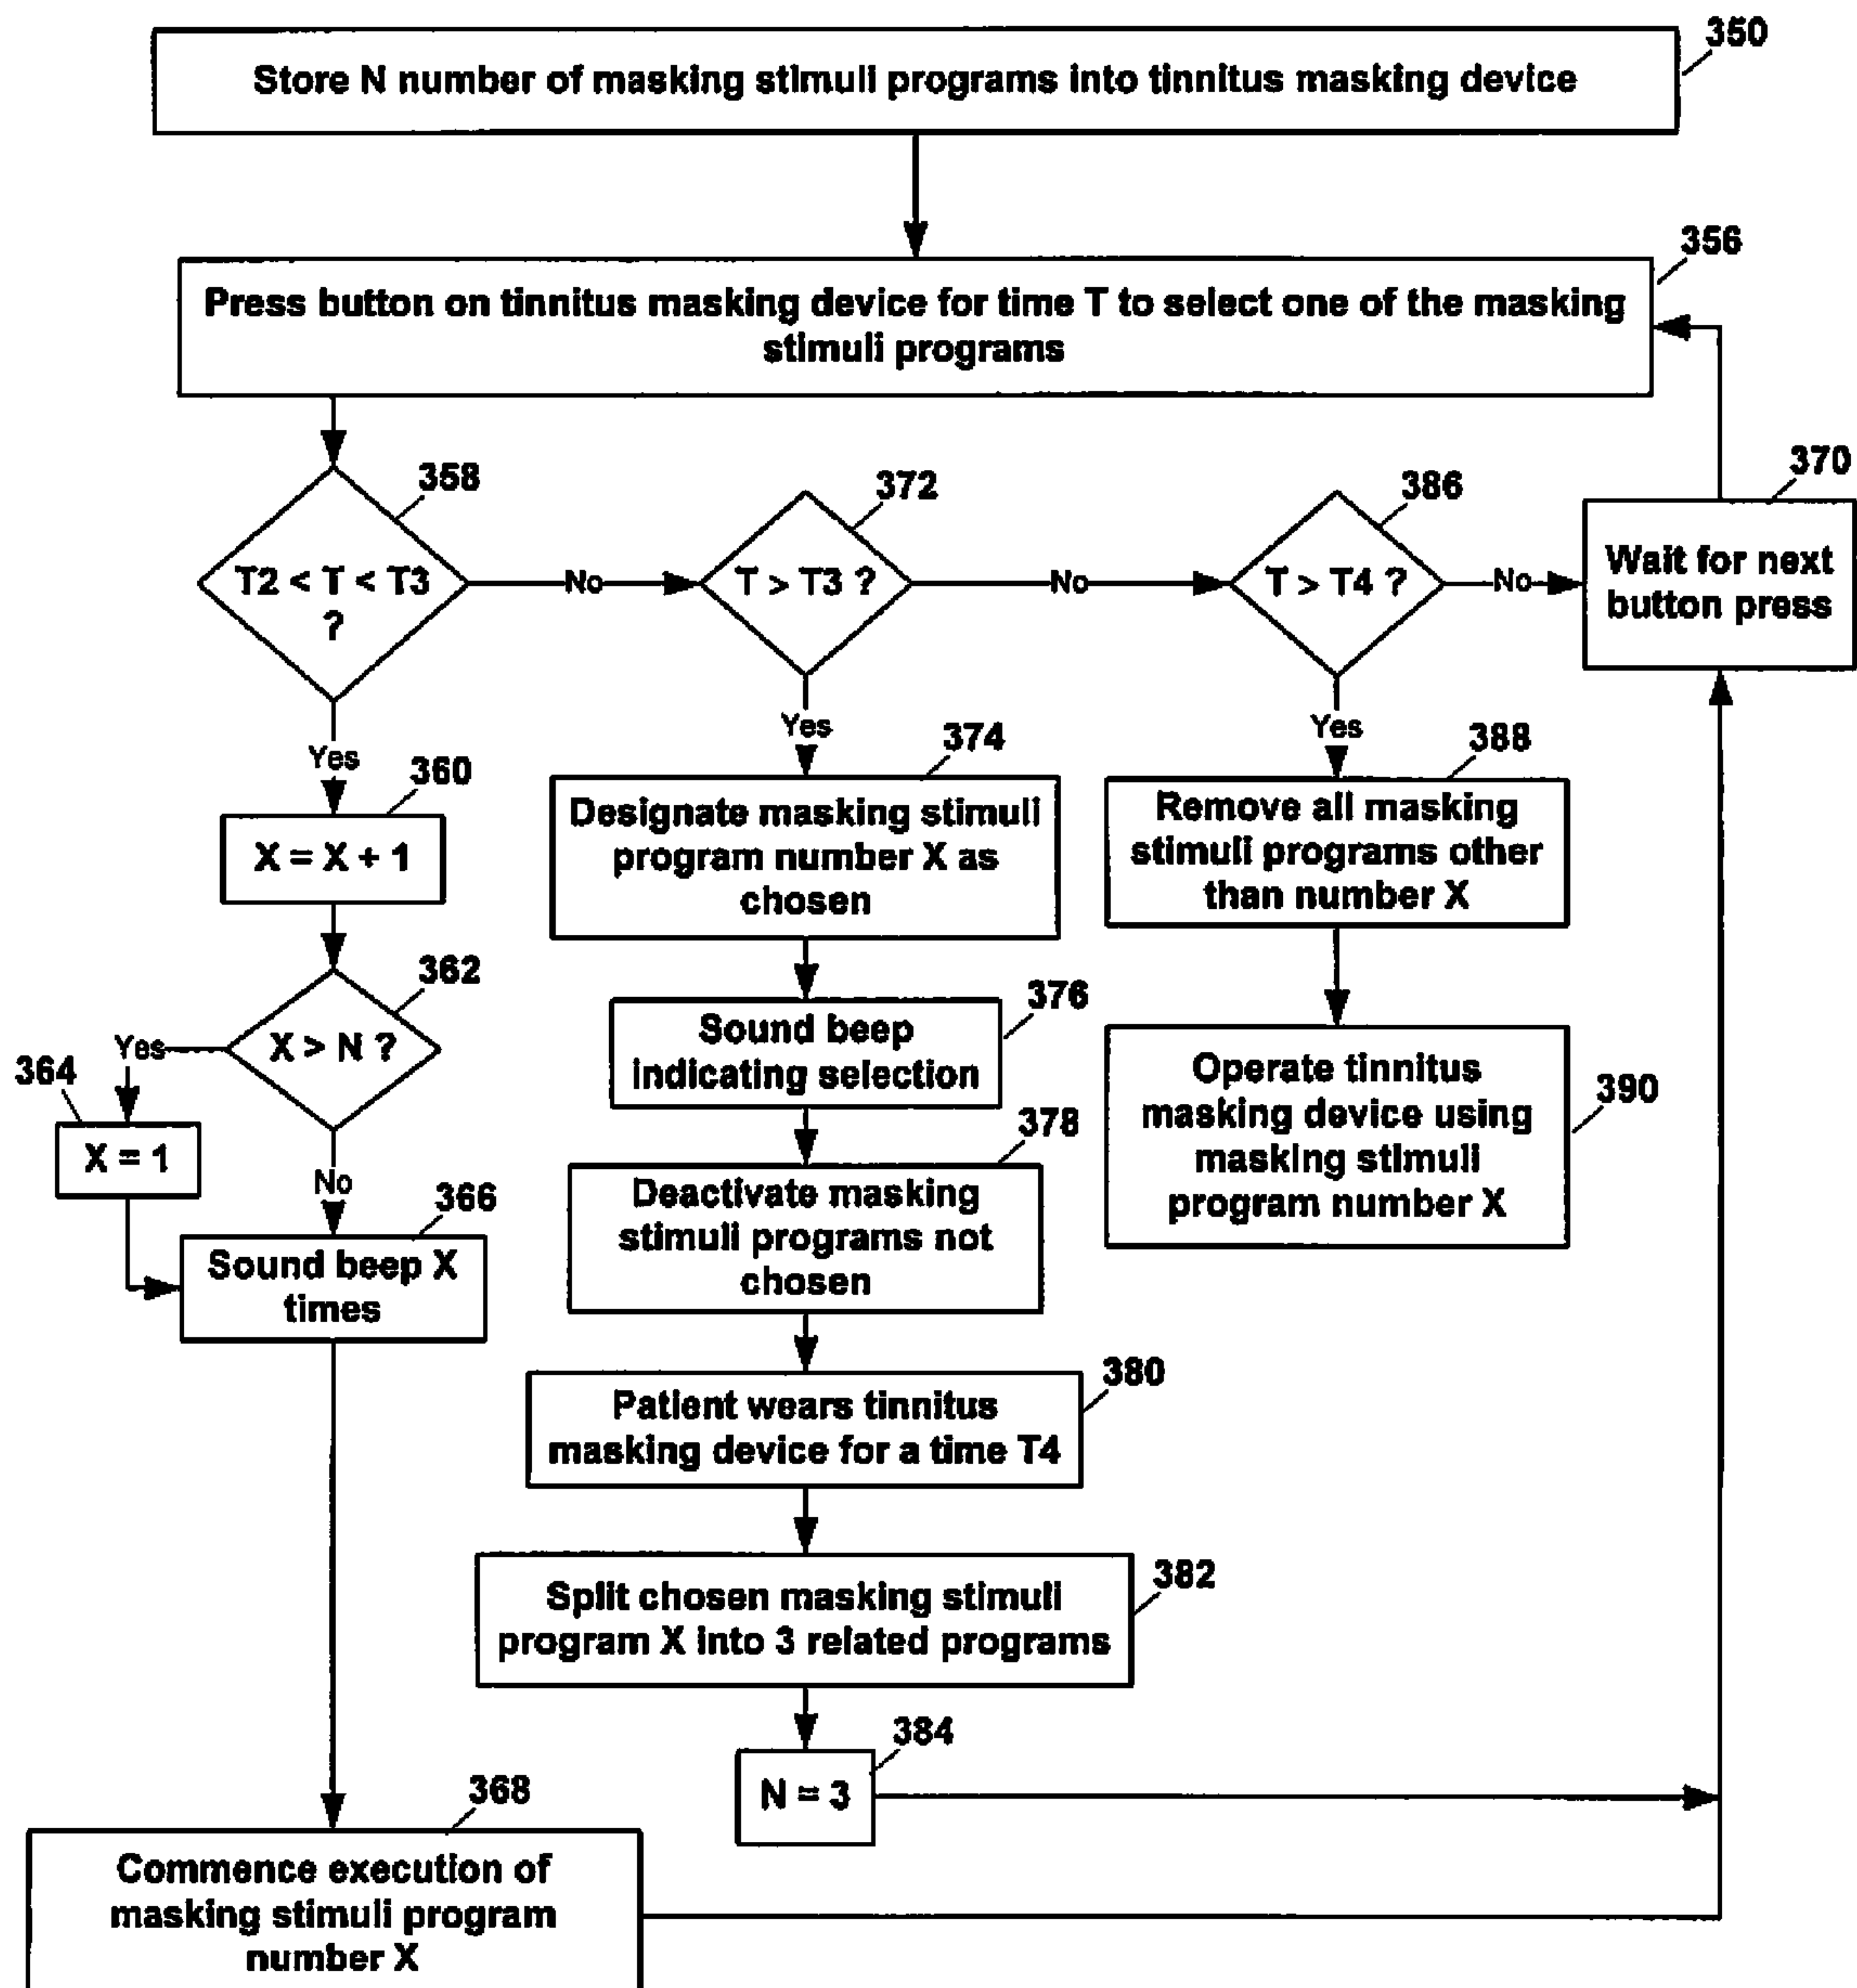 350
Store N number of masking stimuli programs into tinnitus masking device
356
Press button on tinnitus masking device for time T to select one of the masking
stimuli programs
358
T2 < T < T3
?
No
372
T > T3 ?
No
386
T > T4 ?
No
370
Wait for next
button press
Yes
360
X = X + 1
362
X > N ?
Yes
364
X = 1
No
366
Sound beep X
times
368
Commence execution of
masking stimuli program
number X
Yes
374
Designate masking stimuli
program number X as
chosen
376
Sound beep
indicating selection
378
Deactivate masking
stimuli programs not
chosen
380
Patient wears tinnitus
masking device for a time T4
382
Split chosen masking stimuli
program X into 3 related programs
384
N = 3
Yes
388
Remove all masking
stimuli programs other
than number X
390
Operate tinnitus
masking device using
masking stimuli
program number X